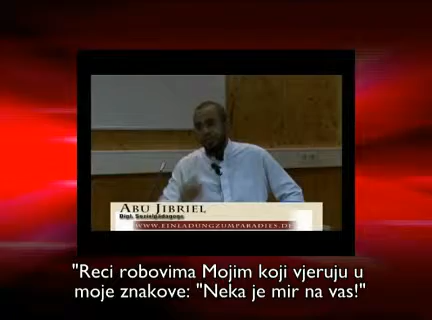 ABU JIBRIEL
Dipl. Sozialpädagoge
WWW.EINLADUNGZUMPARADIES.DE
"Reci robovima Mojim koji vjeruju u
moje znakove: "Neka je mir na vas!"